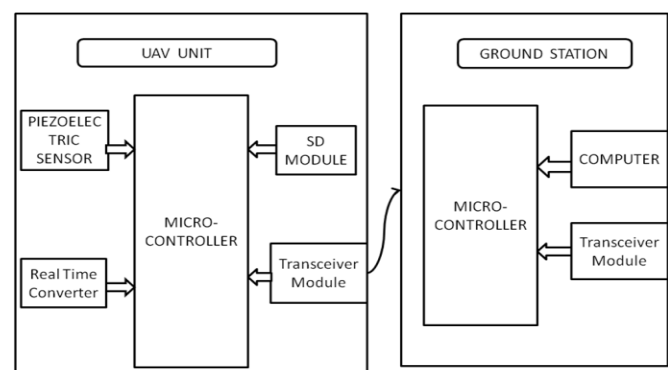 UAV UNIT
PIEZOELEC
TRIC
SENSOR
MICRO-
CONTROLLER
SD
MODULE
Real Time
Converter
Transceiver
Module
GROUND STATION
MICRO-
CONTROLLER
COMPUTER
Transceiver
Module